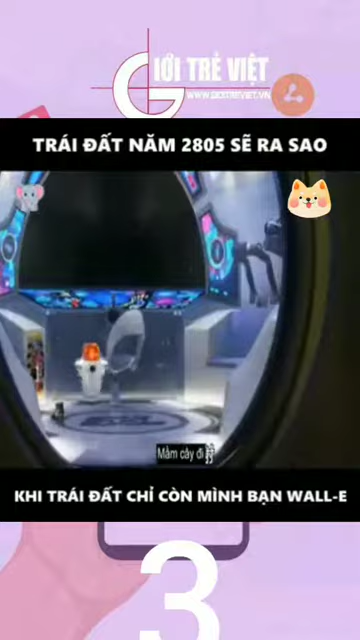 IỚI TRẺ VIỆT
WWW.GIOITREVIET.VN
TRÁI ĐẤT NĂM 2805 SẼ RA SAO
Mầm cây đi
KHI TRÁI ĐẤT CHỈ CÒN MÌNH BẠN WALL-E
3